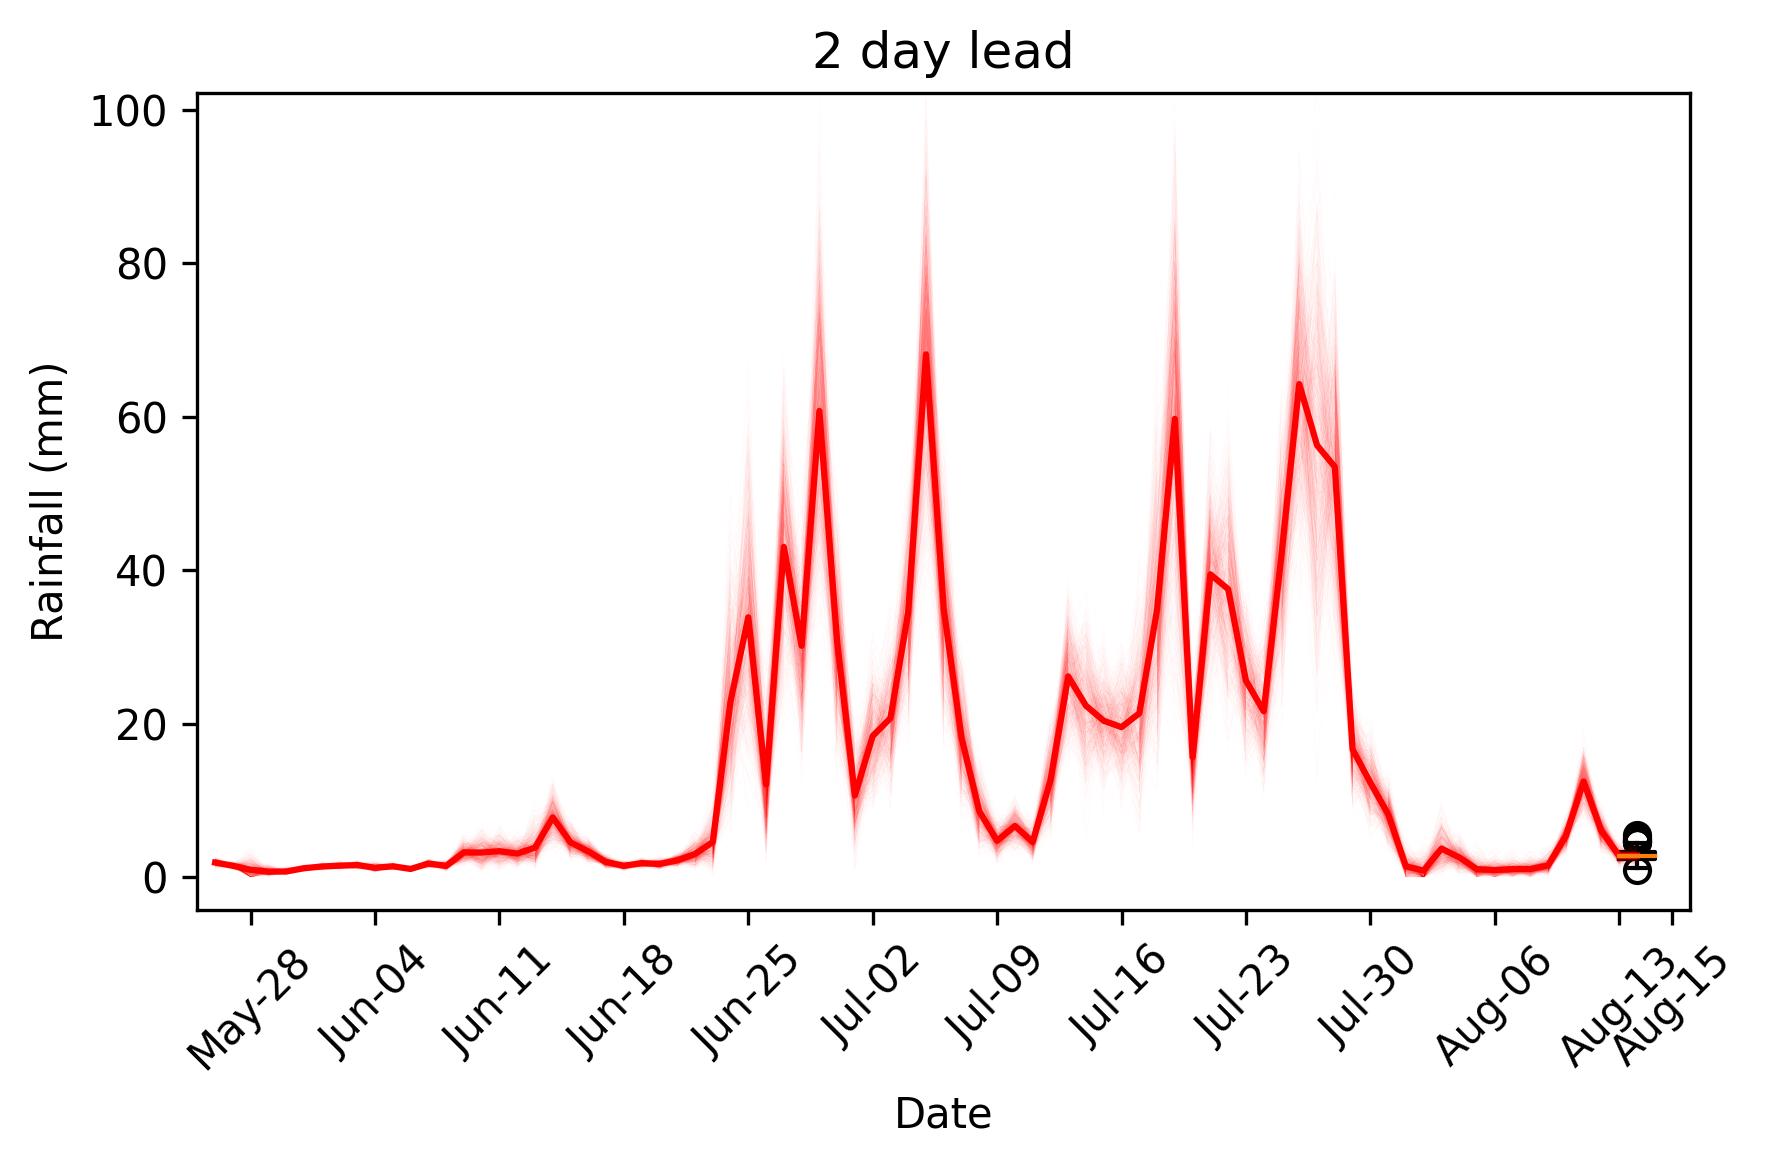 2 day lead
100
80
60
40
20
0
Rainfall (mm)
May-28
Jun-04
Jun-11
Jun-18
Jun-25
Jul-02
Jul-09
Jul-16
Jul-23
Jul-30
Aug-06
Aug-13
Aug-15
Date